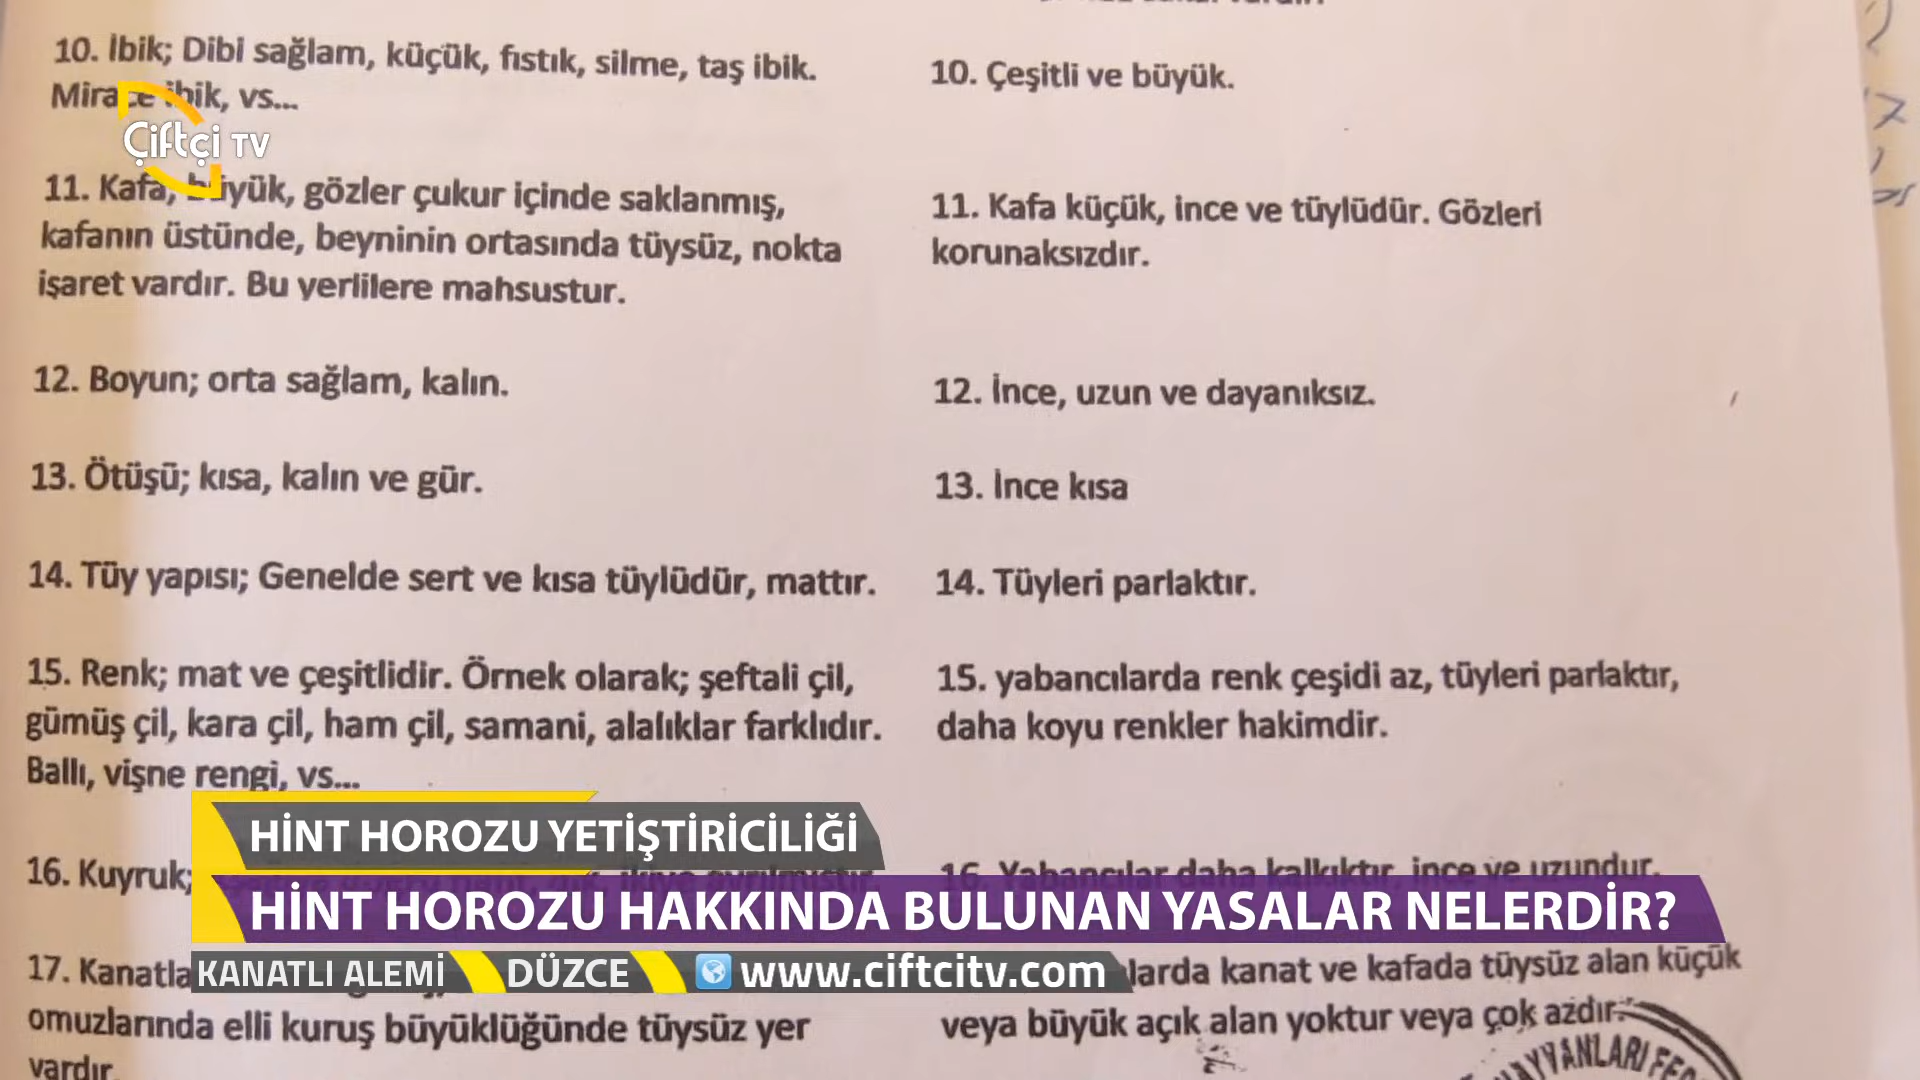 10. İbik; Dibi sağlam, küçük, fıstık, silme, taş ibik.
ibik, vs...
11. Kafa, büyük, gözler çukur içinde saklanmış,
kafanın üstünde, beyninin ortasında tüysüz, nokta
işaret vardır. Bu yerlilere mahsustur.
12. Boyun; orta sağlam, kalın.
13. Ötüşü; kısa, kalın ve gür.
14. Tüy yapısı; Genelde sert ve kısa tüylüdür, mattır.
15. Renk; mat ve çeşitlidir. Örnek olarak; şeftali çil,
gümüş çil, kara çil, ham çil, samani, alalıklar farklıdır.
Ballı, vişne rengi, vs...
16. Kuyruk;
17.
omuzlarında elli kuruş büyüklüğünde tüysüz yer
vardır.
10. Çeşitli ve büyük.
11. Kafa küçük, ince ve tüylüdür. Gözleri
korunaksızdır.
12. İnce, uzun ve dayanıksız.
13. İnce kısa
14. Tüyleri parlaktır.
15. yabancılarda renk çeşidi az, tüyleri parlaktır,
daha koyu renkler hakimdir.
16. Yabancılar daha kalkıktır, ince ve uzundur.
larda kanat ve kafada tüysüz alan küçük
veya büyük açık alan yoktur veya çok azdır.
Çiftçi TV
HİNT HOROZU YETİŞTİRİCİLİĞİ
HİNT HOROZU HAKKINDA BULUNAN YASALAR NELERDİR?
KANATLI ALEMİ DÜZCE www.ciftcitv.com